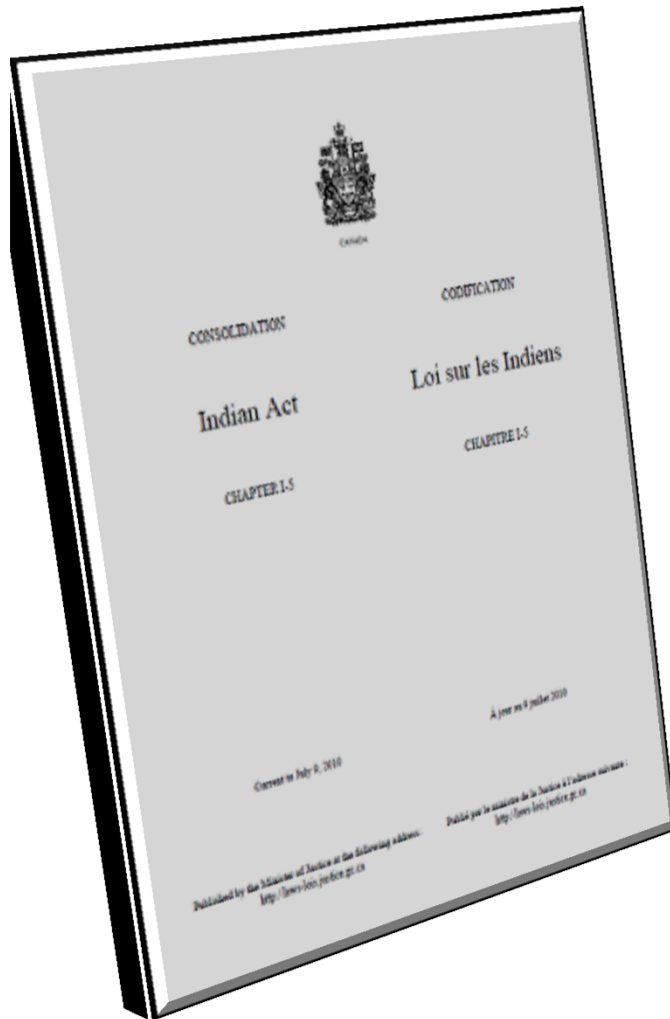 CANADA
CONSOLIDATION
Indian Act
CHAPTER I-5
Current to July 9, 2010
Published by the Minister of Justice at the following address:
http://laws-lois.justice.gc.ca
CODIFICATION
Loi sur les Indiens
CHAPITRE I-5
À jour au 9 juillet 2010
Publié par le ministre de la Justice à l'adresse suivante :
http://laws-lois.justice.gc.ca